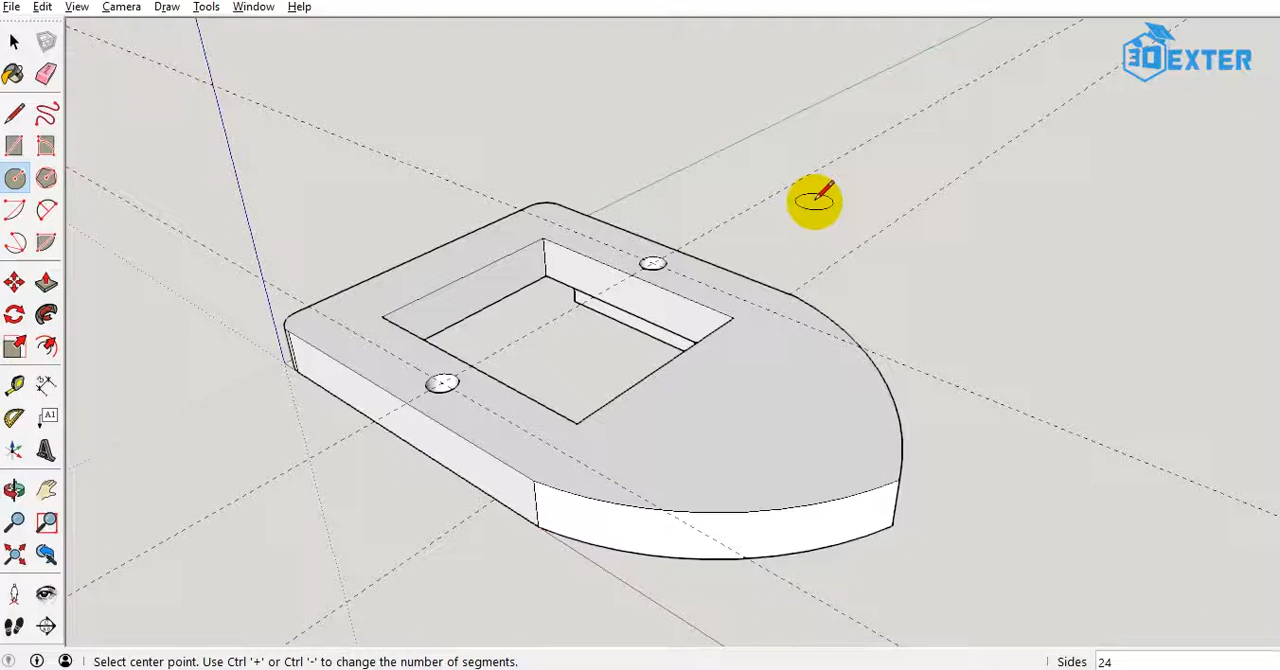 File Edit View Camera Draw Tools Window Help
3DEXTER
A1
Select center point. Use Ctrl '+' or Ctrl '-' to change the number of segments. Sides 24